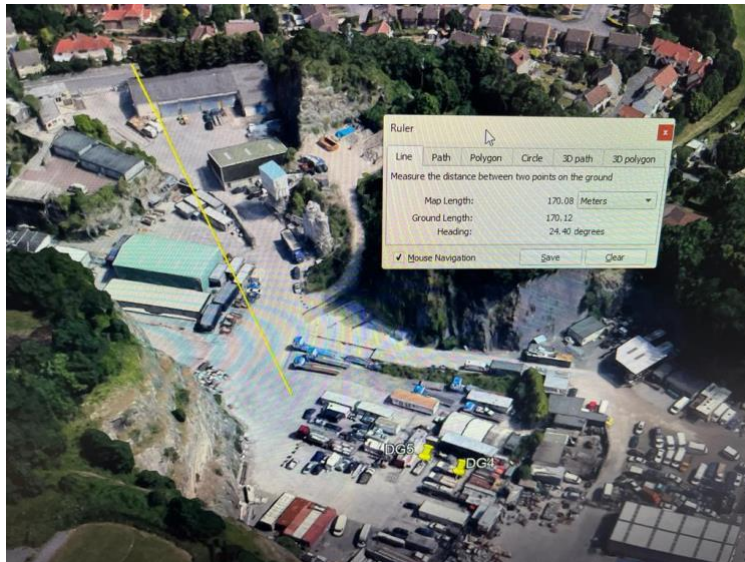 Ruler
Line Path Polygon Circle 3D path 3D polygon
Measure the distance between two points on the ground
Map Length: 170.08 Meters
Ground Length: 170.12
Heading: 24.40 degrees
Mouse Navigation Save Clear
DG5
DG4